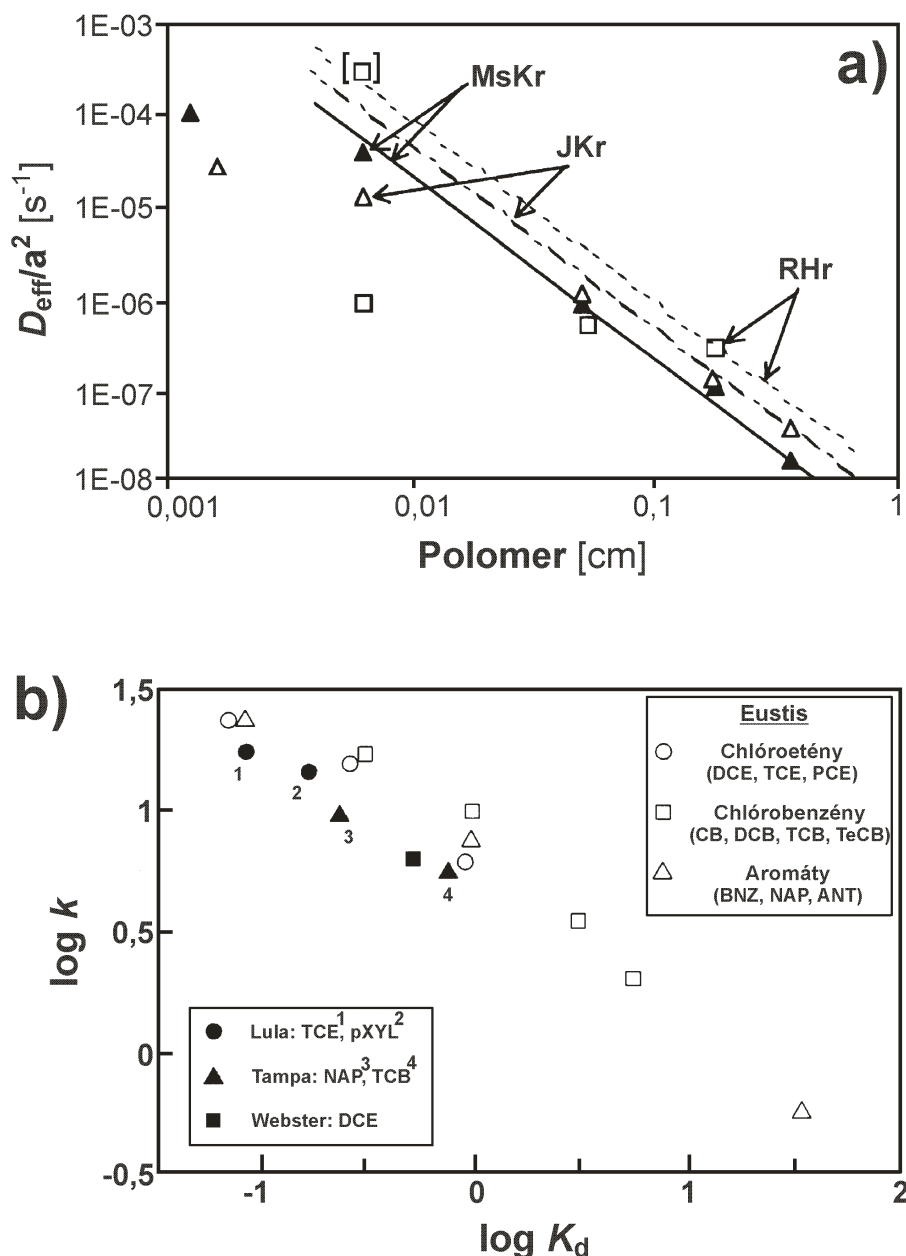 a)
1E-03
1E-04
1E-05
1E-06
1E-07
1E-08
D_eff/a² [s⁻¹]
[ ]
MsKr
JKr
RHr
0,001
0,01
0,1
1
Polomer [cm]
b)
1,5
1
0,5
0
-0,5
log k
Eustis
Chlóroetény
(DCE, TCE, PCE)
Chlórobenzény
(CB, DCB, TCB, TeCB)
Aromáty
(BNZ, NAP, ANT)
1
2
3
4
Lula: TCE¹, pXYL²
Tampa: NAP³, TCB⁴
Webster: DCE
-1
0
1
2
log K_d